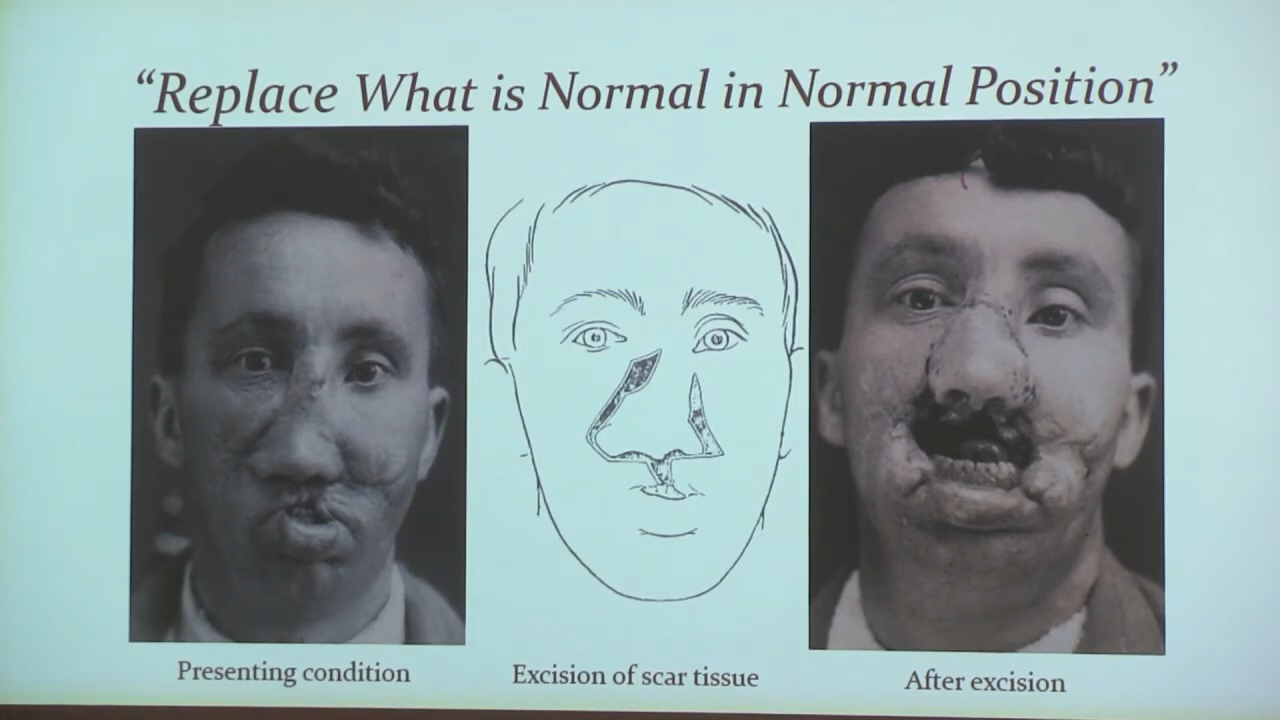 “Replace What is Normal in Normal Position”
Presenting condition
Excision of scar tissue
After excision